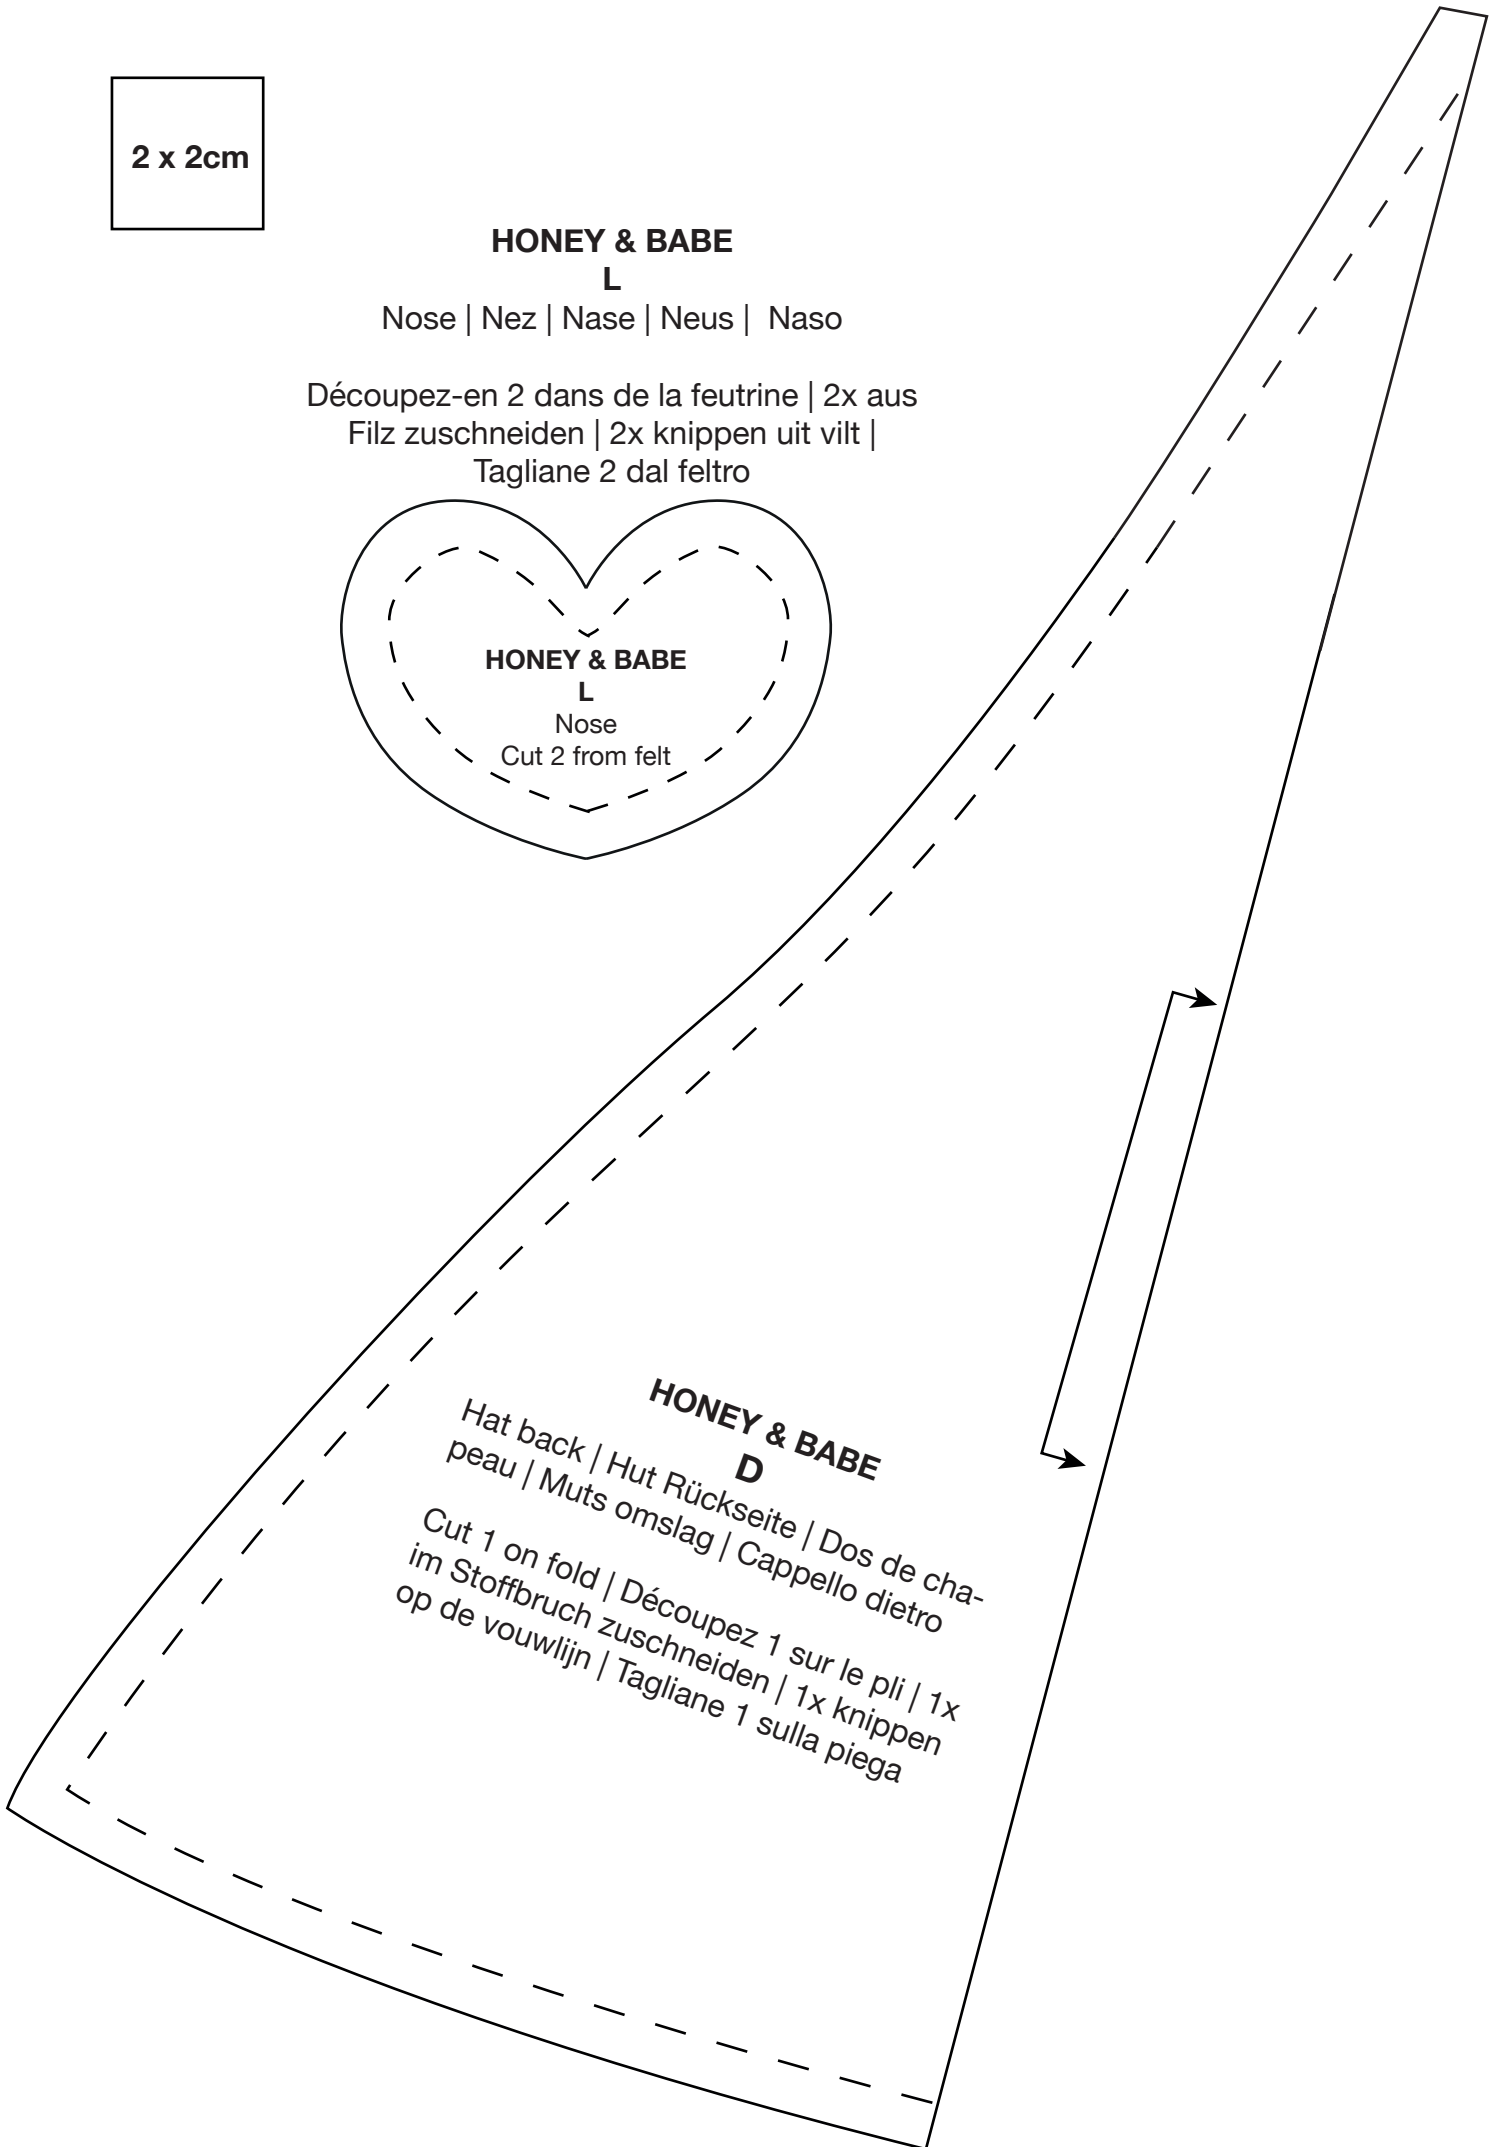 2 x 2cm
HONEY & BABE
L
Nose | Nez | Nase | Neus |  Naso
Découpez-en 2 dans de la feutrine | 2x aus
Filz zuschneiden | 2x knippen uit vilt |
Tagliane 2 dal feltro
HONEY & BABE
L
Nose
Cut 2 from felt
HONEY & BABE
D
Hat back | Hut Rückseite | Dos de cha-
peau | Muts omslag | Cappello dietro
Cut 1 on fold | Découpez 1 sur le pli | 1x
im Stoffbruch zuschneiden | 1x knippen
op de vouwlijn | Tagliane 1 sulla piega